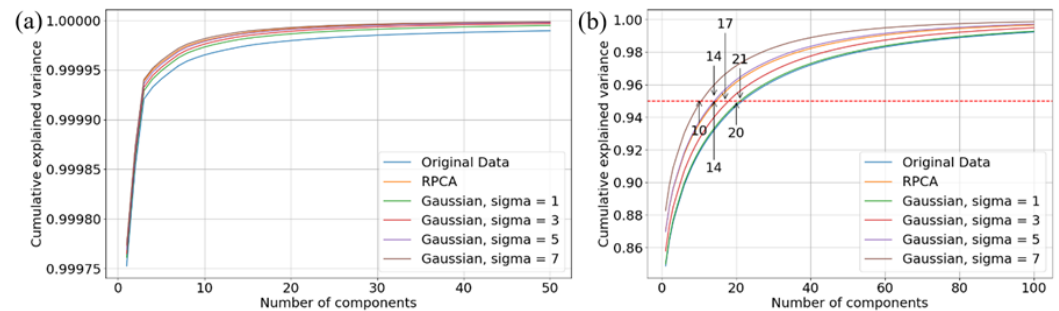 (a)
1.00000
0.99995
0.99990
0.99985
0.99980
0.99975
Cumulative explained variance
0
10
20
30
40
50
Number of components
Original Data
RPCA
Gaussian, sigma = 1
Gaussian, sigma = 3
Gaussian, sigma = 5
Gaussian, sigma = 7
(b)
1.00
0.98
0.96
0.94
0.92
0.90
0.88
0.86
Cumulative explained variance
17
14
21
10
20
14
0
20
40
60
80
100
Number of components
Original Data
RPCA
Gaussian, sigma = 1
Gaussian, sigma = 3
Gaussian, sigma = 5
Gaussian, sigma = 7